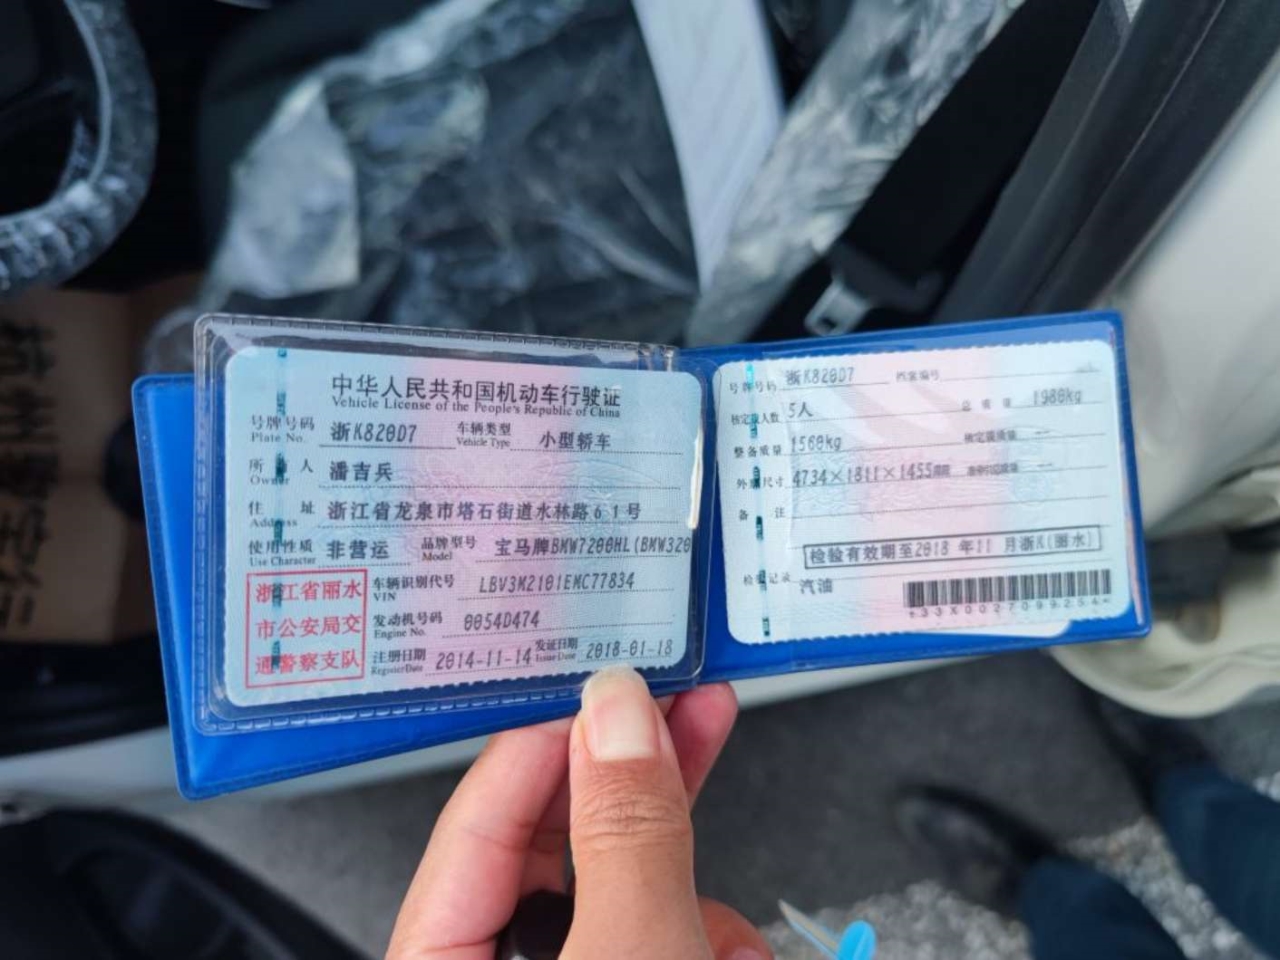 中华人民共和国机动车行驶证
Vehicle License of the People's Republic of China
号牌号码 浙K820D7 车辆类型 小型轿车
Plate No. Vehicle Type
所 人 潘吉兵
Owner
住 址 浙江省龙泉市塔石街道水林路61号
Address
使用性质 非营运 品牌型号 宝马牌BMW7200HL(BMW320
Use Character Model
浙江省丽水
市公安局交
通警察支队
车辆识别代号 LBV3M2101EMC77834
VIN
发动机号码 0054D474
Engine No.
注册日期 2014-11-14 发证日期 2018-01-18
Register Date Issue Date
号牌号码 浙K820D7 档案编号
核定载人数 5人 总质量 1980kg
整备质量 1560kg 核定载质量 --
外廓尺寸 4734×1811×1455 --
备 注
检验有效期至2018 年11 月浙K(丽水)
检验记录
汽油